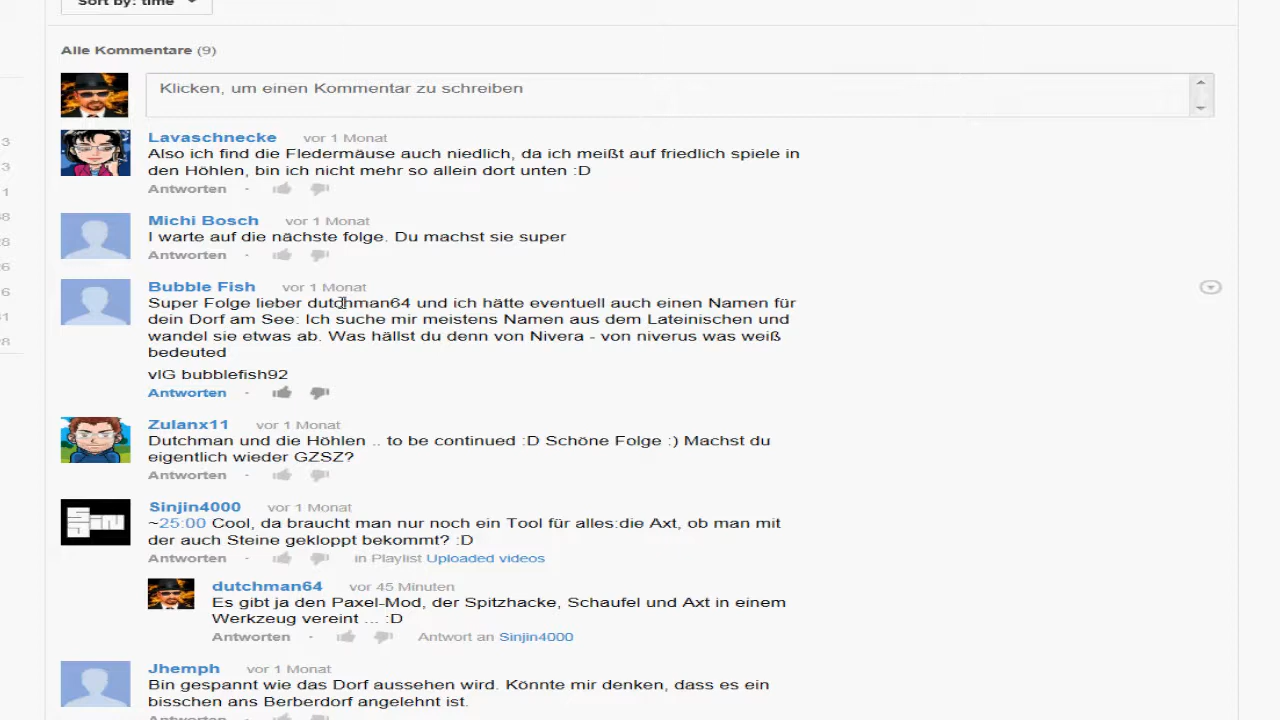 Sort by: time
Alle Kommentare (9)
Klicken, um einen Kommentar zu schreiben
Lavaschnecke vor 1 Monat
Also ich find die Fledermäuse auch niedlich, da ich meißt auf friedlich spiele in
den Höhlen, bin ich nicht mehr so allein dort unten :D
Antworten ·
Michi Bosch vor 1 Monat
I warte auf die nächste folge. Du machst sie super
Antworten ·
Bubble Fish vor 1 Monat
Super Folge lieber dutchman64 und ich hätte eventuell auch einen Namen für
dein Dorf am See: Ich suche mir meistens Namen aus dem Lateinischen und
wandel sie etwas ab. Was hällst du denn von Nivera - von niverus was weiß
bedeuted
vlG bubblefish92
Antworten ·
Zulanx11 vor 1 Monat
Dutchman und die Höhlen .. to be continued :D Schöne Folge :) Machst du
eigentlich wieder GZSZ?
Antworten ·
Sinjin4000 vor 1 Monat
~25:00 Cool, da braucht man nur noch ein Tool für alles:die Axt, ob man mit
der auch Steine gekloppt bekommt? :D
Antworten · in Playlist Uploaded videos
dutchman64 vor 45 Minuten
Es gibt ja den Paxel-Mod, der Spitzhacke, Schaufel und Axt in einem
Werkzeug vereint ... :D
Antworten · Antwort an Sinjin4000
Jhemph vor 1 Monat
Bin gespannt wie das Dorf aussehen wird. Könnte mir denken, dass es ein
bisschen ans Berberdorf angelehnt ist.
Antworten